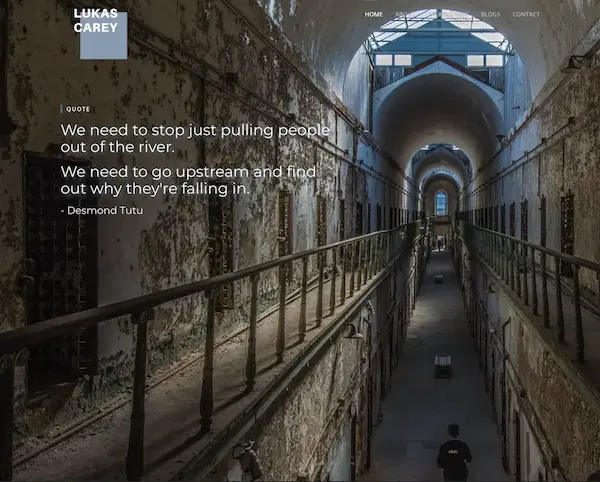 LUKAS
CAREY
HOME
BLOGS
CONTACT
QUOTE
We need to stop just pulling people
out of the river.
We need to go upstream and find
out why they're falling in.
- Desmond Tutu